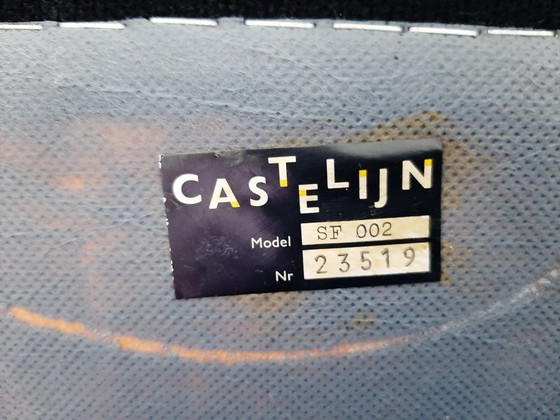 CASTELIJN
Model SF 002
Nr 23519